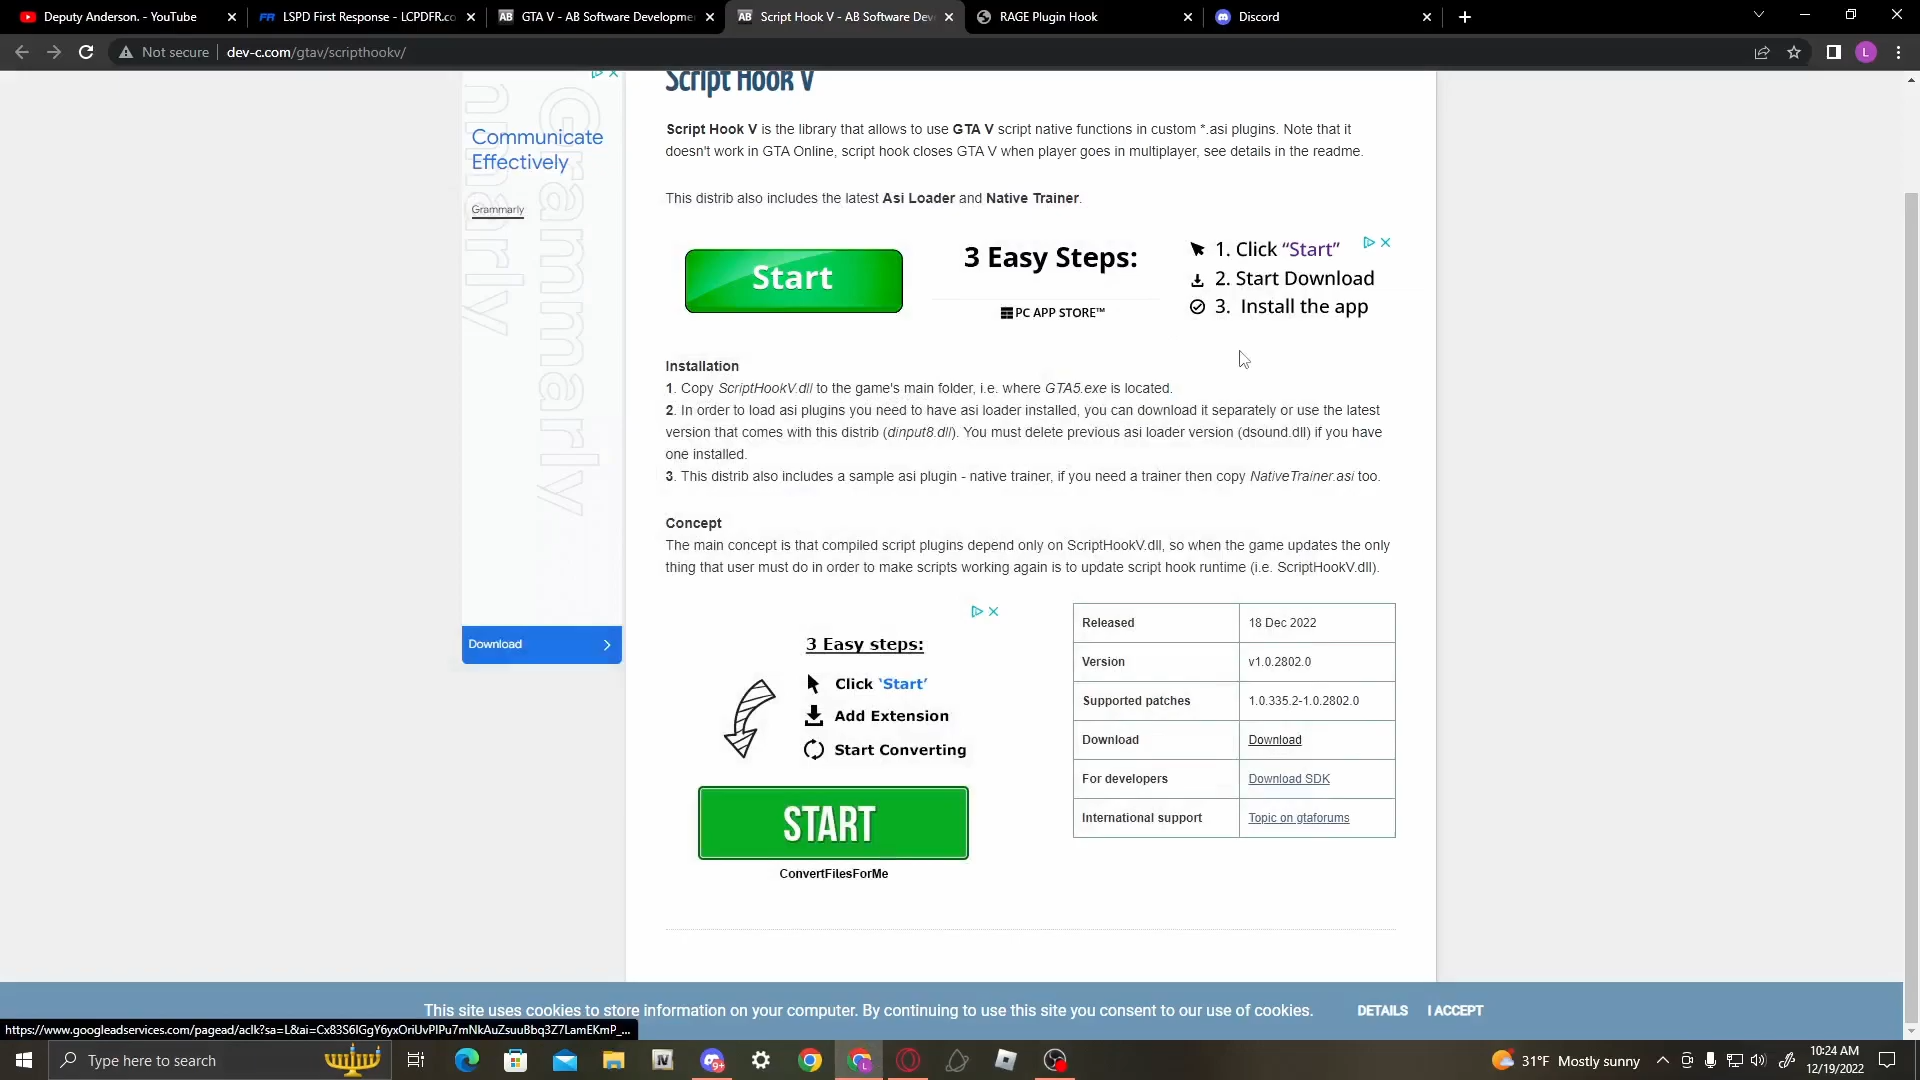 Deputy Anderson. - YouTube
LSPD First Response - LCPDFR.co
GTA V - AB Software Developme
Script Hook V - AB Software Dev
RAGE Plugin Hook
Discord
Not secure
dev-c.com/gtav/scripthookv/
L
Script Hook V
Communicate
Effectively
Grammarly
Download
Script Hook V is the library that allows to use GTA V script native functions in custom *.asi plugins. Note that it
doesn't work in GTA Online, script hook closes GTA V when player goes in multiplayer, see details in the readme.
This distrib also includes the latest Asi Loader and Native Trainer.
Start
3 Easy Steps:
PC APP STORE™
1. Click “Start”
2. Start Download
3. Install the app
Installation
1. Copy ScriptHookV.dll to the game's main folder, i.e. where GTA5.exe is located.
2. In order to load asi plugins you need to have asi loader installed, you can download it separately or use the latest
version that comes with this distrib (dinput8.dll). You must delete previous asi loader version (dsound.dll) if you have
one installed.
3. This distrib also includes a sample asi plugin - native trainer, if you need a trainer then copy NativeTrainer.asi too.
Concept
The main concept is that compiled script plugins depend only on ScriptHookV.dll, so when the game updates the only
thing that user must do in order to make scripts working again is to update script hook runtime (i.e. ScriptHookV.dll).
3 Easy steps:
Click ‘Start’
Add Extension
Start Converting
START
ConvertFilesForMe
Released 18 Dec 2022
Version v1.0.2802.0
Supported patches 1.0.335.2-1.0.2802.0
Download Download
For developers Download SDK
International support Topic on gtaforums
This site uses cookies to store information on your computer. By continuing to use this site you consent to our use of cookies.
DETAILS
I ACCEPT
Type here to search
9+
31°F Mostly sunny
10:24 AM
12/19/2022